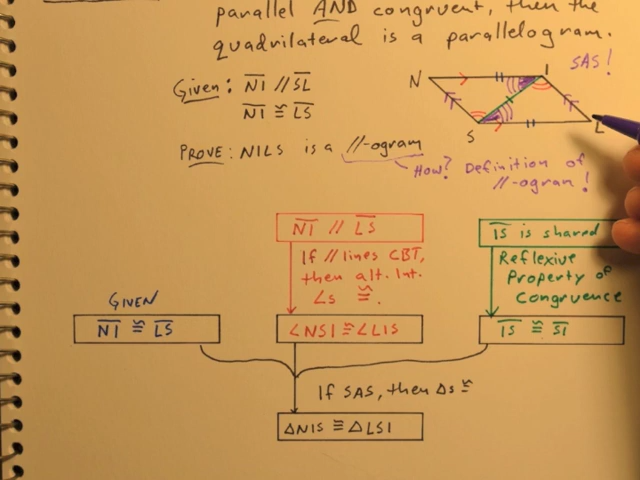 parallel AND congruent, then the
quadrilateral is a parallelogram.
Given: NI // SL
NI ≅ LS
N I SAS!
S L
PROVE: NILS is a //-ogram
How? Definition of
//-ogram!
NI // LS
IS is shared
If // lines CBT,
then alt. Int.
∠s ≅.
Reflexive
Property of
Congruence
GIVEN
NI ≅ LS
∠NSI ≅ ∠LIS
IS ≅ SI
If SAS, then ∆s ≅
∆NIS ≅ ∆LSI